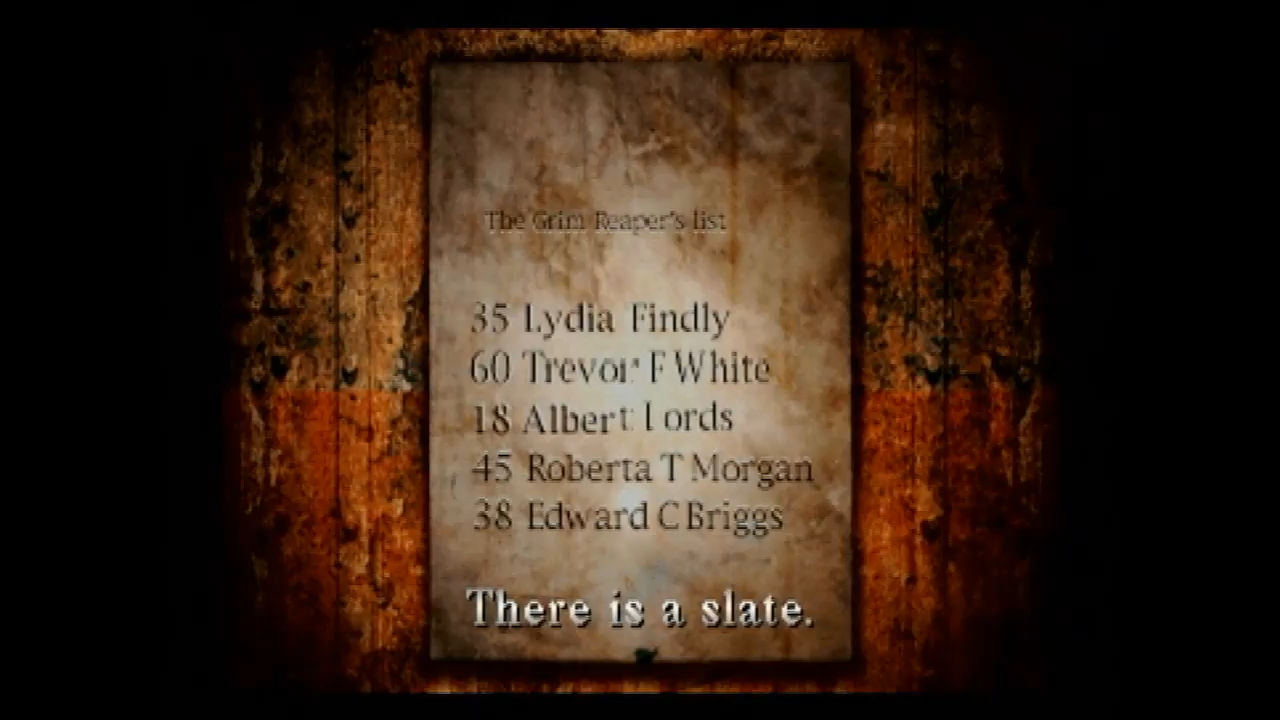 The Grim Reaper's list
35 Lydia Findly
60 Trevor F White
18 Albert Lords
45 Roberta T Morgan
38 Edward C Briggs
There is a slate.